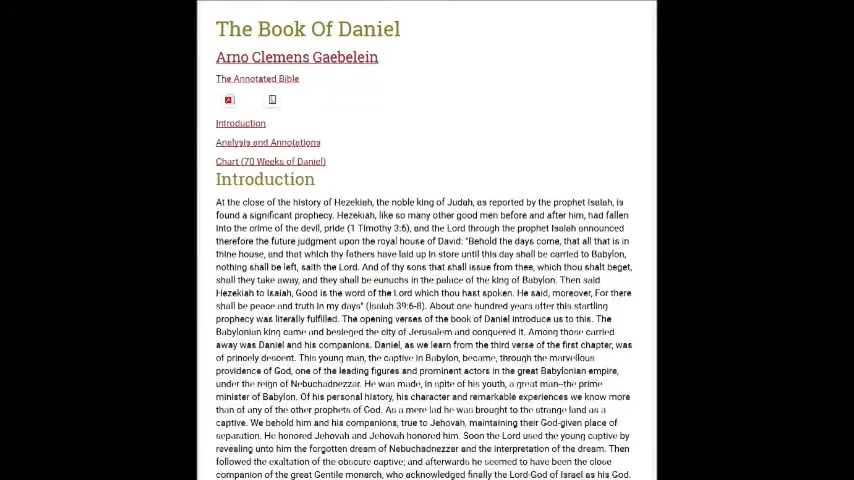 The Book Of Daniel
Arno Clemens Gaebelein
The Annotated Bible
Introduction
Analysis and Annotations
Chart (70 Weeks of Daniel)
Introduction
At the close of the history of Hezekiah, the noble king of Judah, as reported by the prophet Isaiah, is
found a significant prophecy. Hezekiah, like so many other good men before and after him, had fallen
into the crime of the devil, pride (1 Timothy 3:6), and the Lord through the prophet Isaiah announced
therefore the future judgment upon the royal house of David: "Behold the days come, that all that is in
thine house, and that which thy fathers have laid up in store until this day shall be carried to Babylon,
nothing shall be left, saith the Lord. And of thy sons that shall issue from thee, which thou shalt beget,
shall they take away, and they shall be eunuchs in the palace of the king of Babylon. Then said
Hezekiah to Isaiah, Good is the word of the Lord which thou hast spoken. He said, moreover, For there
shall be peace and truth in my days" (Isaiah 39:6-8). About one hundred years after this startling
prophecy was literally fulfilled. The opening verses of the book of Daniel introduce us to this. The
Babylonian king came and besieged the city of Jerusalem and conquered it. Among those carried
away was Daniel and his companions. Daniel, as we learn from the third verse of the first chapter, was
of princely descent. This young man, the captive in Babylon, became, through the marvellous
providence of God, one of the leading figures and prominent actors in the great Babylonian empire,
under the reign of Nebuchadnezzar. He was made, in spite of his youth, a great man--the prime
minister of Babylon. Of his personal history, his character and remarkable experiences we know more
than of any of the other prophets of God. As a mere lad he was brought to the strange land as a
captive. We behold him and his companions, true to Jehovah, maintaining their God-given place of
separation. He honored Jehovah and Jehovah honored him. Soon the Lord used the young captive by
revealing unto him the forgotten dream of Nebuchadnezzar and the interpretation of the dream. Then
followed the exaltation of the obscure captive; and afterwards he seemed to have been the close
companion of the great Gentile monarch, who acknowledged finally the Lord-God of Israel as his God.